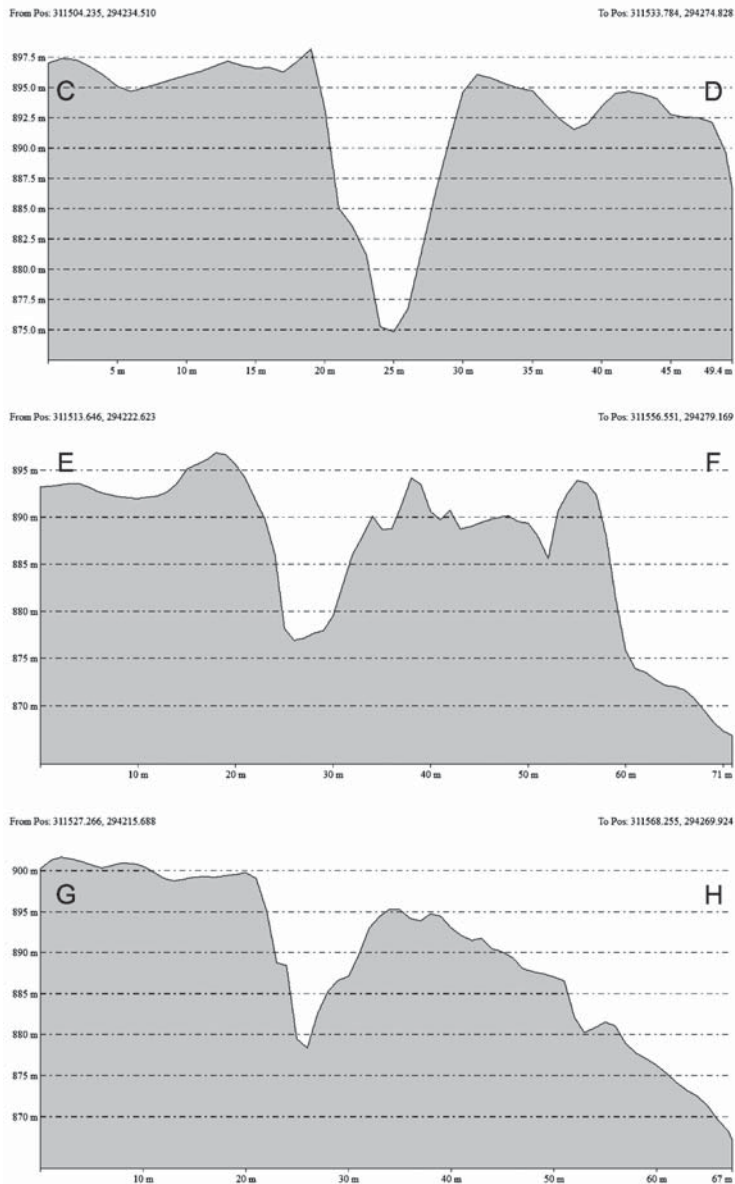 From Pos: 311504.235, 294234.510 To Pos: 311533.784, 294274.828
897.5 m
895.0 m
C D
892.5 m
890.0 m
887.5 m
885.0 m
882.5 m
880.0 m
877.5 m
875.0 m
5 m 10 m 15 m 20 m 25 m 30 m 35 m 40 m 45 m 49.4 m
From Pos: 311513.646, 294222.623 To Pos: 311556.551, 294279.169
E F
895 m
890 m
885 m
880 m
875 m
870 m
10 m 20 m 30 m 40 m 50 m 60 m 71 m
From Pos: 311527.266, 294215.688 To Pos: 311568.255, 294269.924
900 m
G H
895 m
890 m
885 m
880 m
875 m
870 m
10 m 20 m 30 m 40 m 50 m 60 m 67 m